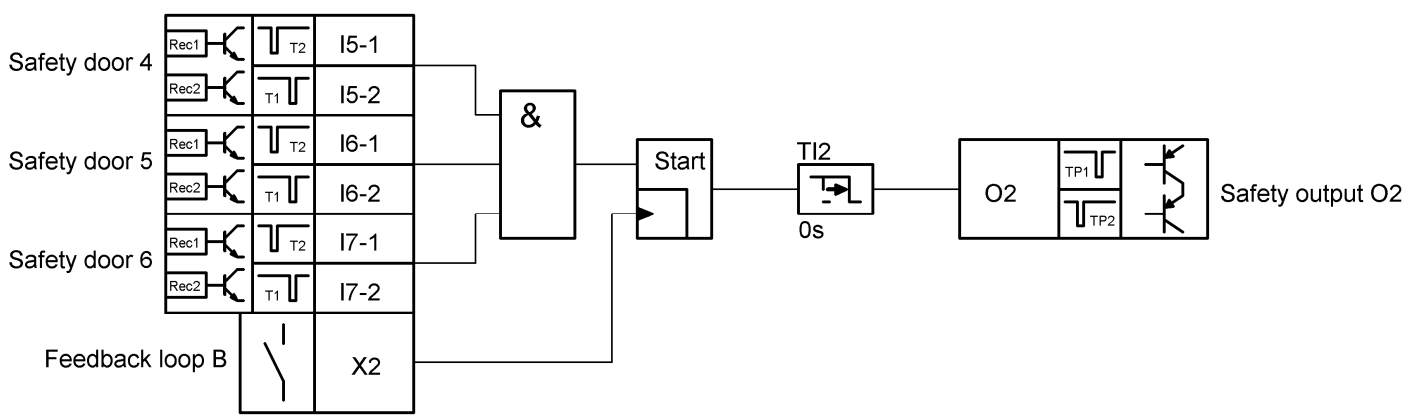 Safety door 4
Rec1
T2
I5-1
Rec2
T1
I5-2
Safety door 5
Rec1
T2
I6-1
Rec2
T1
I6-2
Safety door 6
Rec1
T2
I7-1
Rec2
T1
I7-2
Feedback loop B
X2
&
Start
TI2
0s
O2
TP1
TP2
Safety output O2